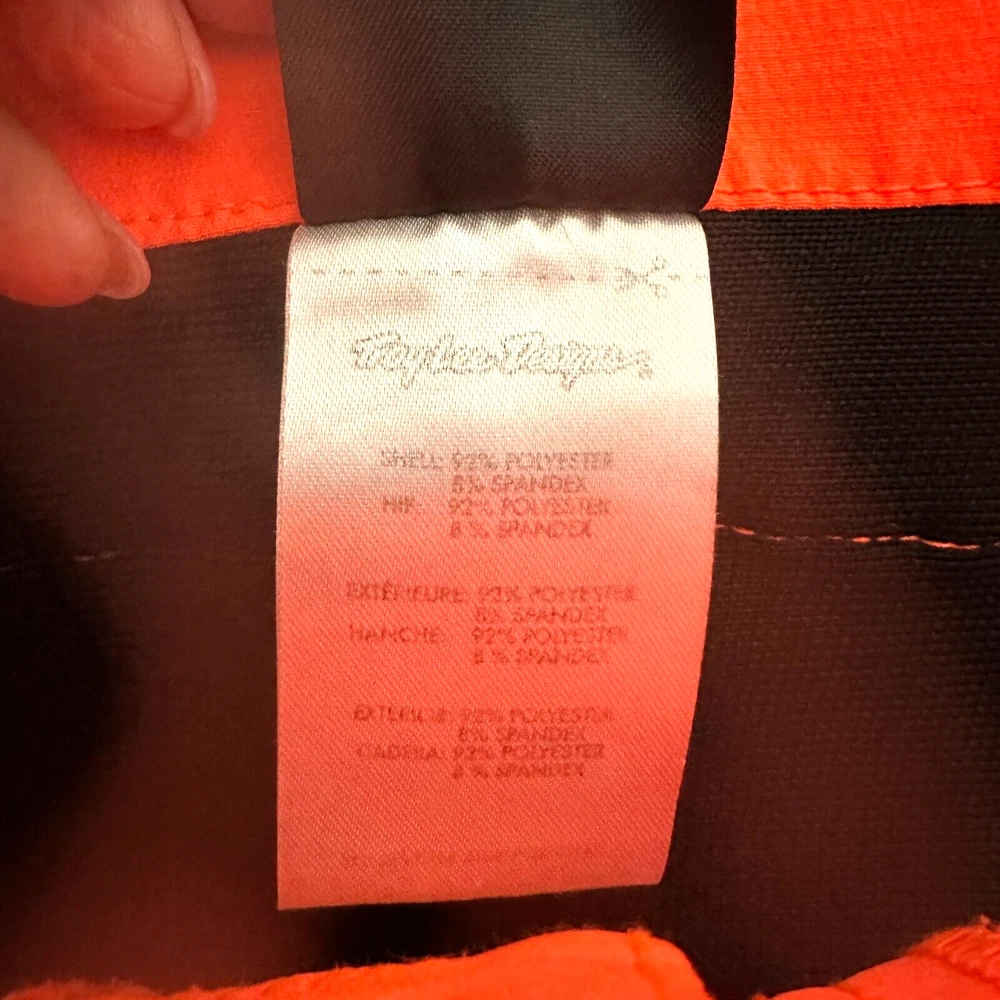 Troy Lee Designs
SHELL: 92% POLYESTER
8% SPANDEX
HIP: 92% POLYESTER
8 % SPANDEX
EXTÉRIEURE: 92% POLYESTER
8% SPANDEX
HANCHE: 92% POLYESTER
8 % SPANDEX
EXTERIOR: 92% POLYESTER
8% SPANDEX
CADERA: 92% POLYESTER
8 % SPANDEX